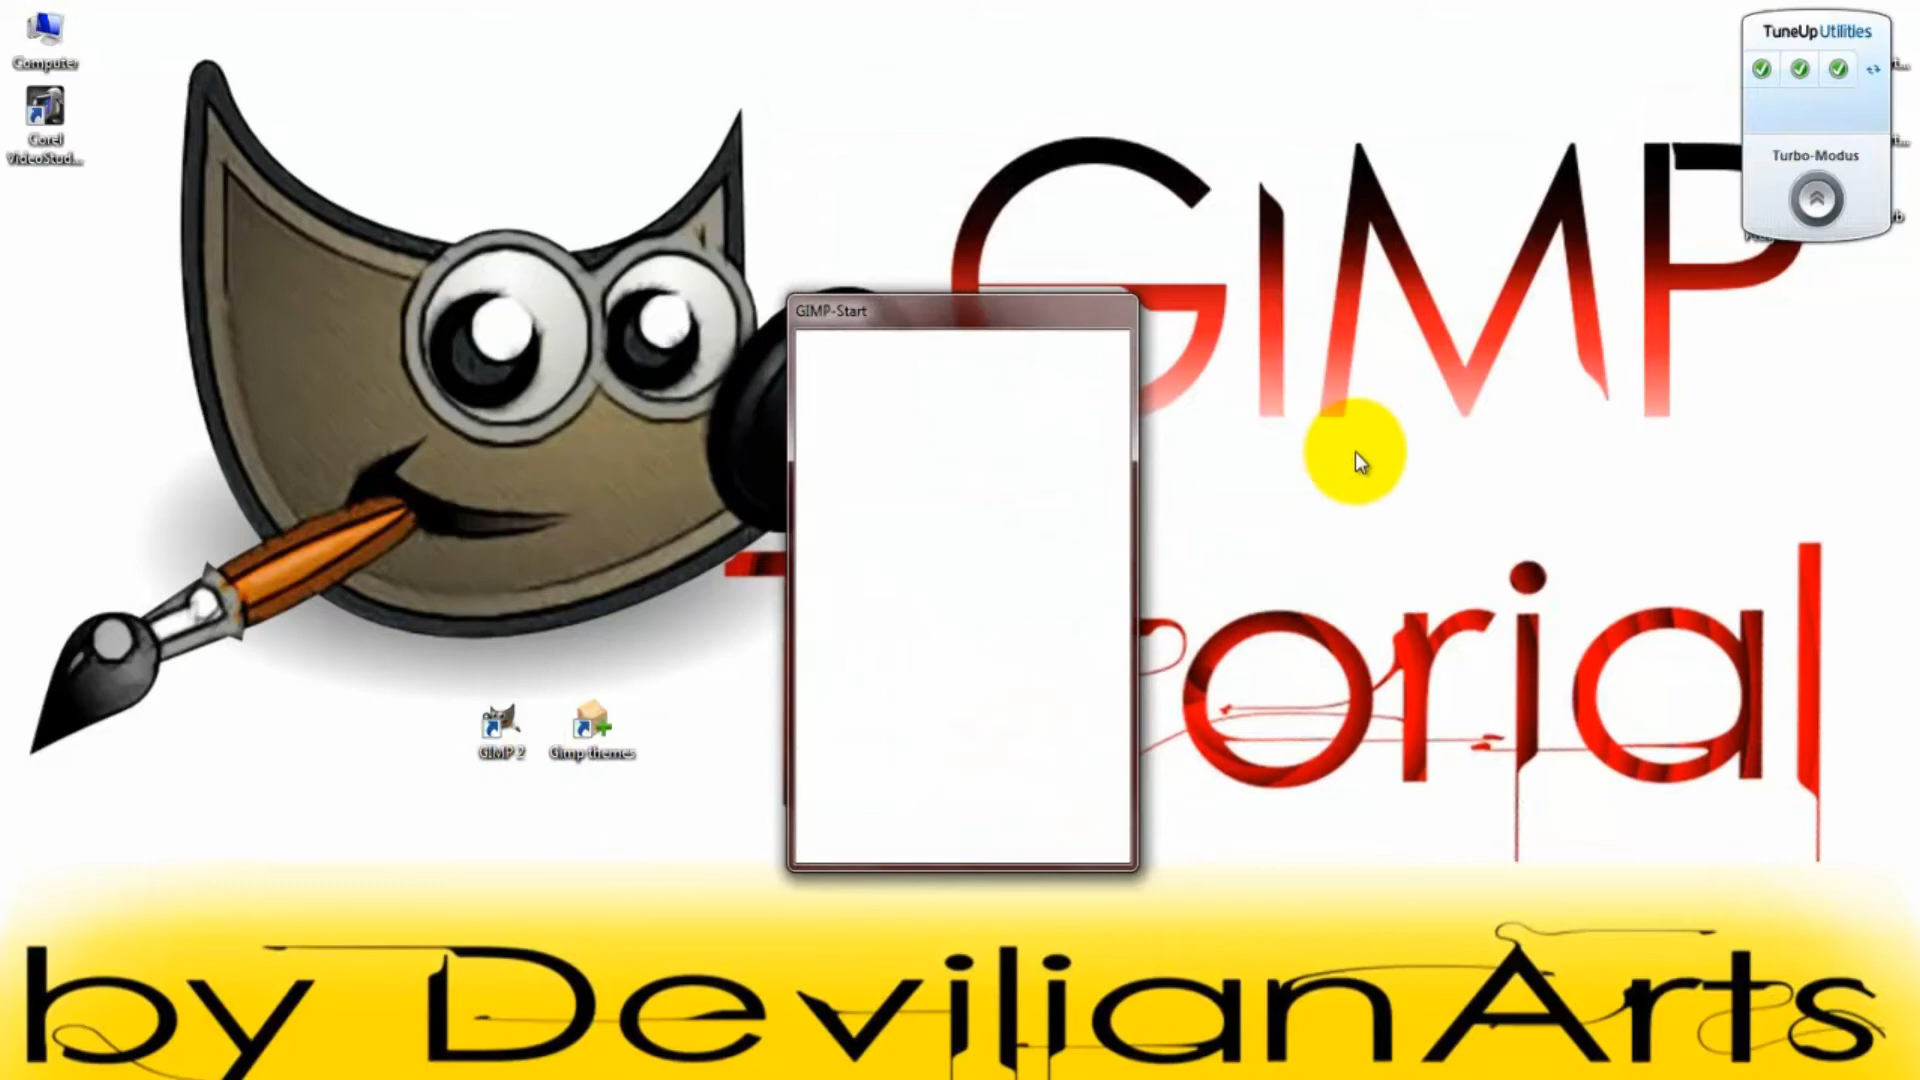 Computer
Corel
VideoStud...
TuneUp Utilities
Turbo-Modus
GIMP
GIMP-Start
GIMP 2
Gimp themes
orial
by DevilianArts